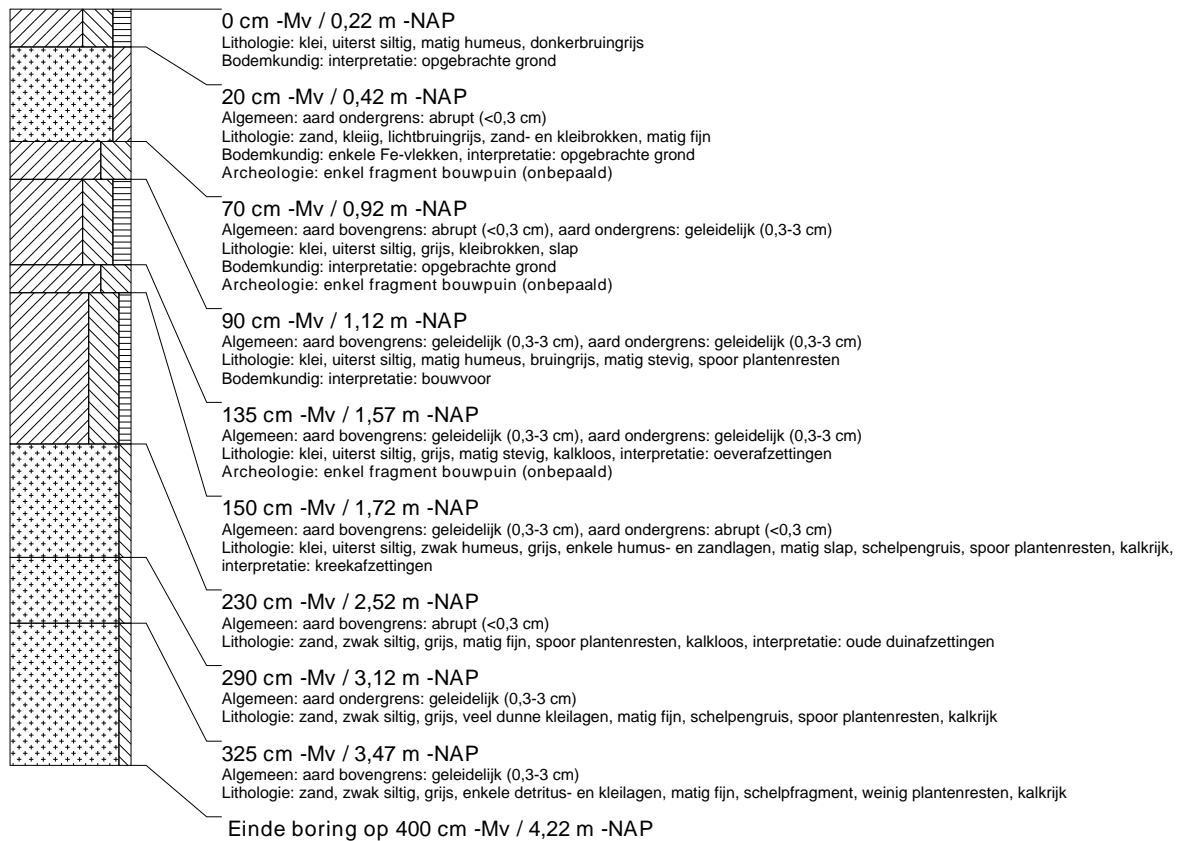 0 cm -Mv / 0,22 m -NAP
Lithologie: klei, uiterst siltig, matig humeus, donkerbruingrijs
Bodemkundig: interpretatie: opgebrachte grond
20 cm -Mv / 0,42 m -NAP
Algemeen: aard ondergrens: abrupt (<0,3 cm)
Lithologie: zand, kleiig, lichtbruingrijs, zand- en kleibrokken, matig fijn
Bodemkundig: enkele Fe-vlekken, interpretatie: opgebrachte grond
Archeologie: enkel fragment bouwpuin (onbepaald)
70 cm -Mv / 0,92 m -NAP
Algemeen: aard bovengrens: abrupt (<0,3 cm), aard ondergrens: geleidelijk (0,3-3 cm)
Lithologie: klei, uiterst siltig, grijs, kleibrokken, slap
Bodemkundig: interpretatie: opgebrachte grond
Archeologie: enkel fragment bouwpuin (onbepaald)
90 cm -Mv / 1,12 m -NAP
Algemeen: aard bovengrens: geleidelijk (0,3-3 cm), aard ondergrens: geleidelijk (0,3-3 cm)
Lithologie: klei, uiterst siltig, matig humeus, bruingrijs, matig stevig, spoor plantenresten
Bodemkundig: interpretatie: bouwvoor
135 cm -Mv / 1,57 m -NAP
Algemeen: aard bovengrens: geleidelijk (0,3-3 cm), aard ondergrens: geleidelijk (0,3-3 cm)
Lithologie: klei, uiterst siltig, grijs, matig stevig, kalkloos, interpretatie: oeverafzettingen
Archeologie: enkel fragment bouwpuin (onbepaald)
150 cm -Mv / 1,72 m -NAP
Algemeen: aard bovengrens: geleidelijk (0,3-3 cm), aard ondergrens: abrupt (<0,3 cm)
Lithologie: klei, uiterst siltig, zwak humeus, grijs, enkele humus- en zandlagen, matig slap, schelpengruis, spoor plantenresten, kalkrijk,
interpretatie: kreekafzettingen
230 cm -Mv / 2,52 m -NAP
Algemeen: aard bovengrens: abrupt (<0,3 cm)
Lithologie: zand, zwak siltig, grijs, matig fijn, spoor plantenresten, kalkloos, interpretatie: oude duinafzettingen
290 cm -Mv / 3,12 m -NAP
Algemeen: aard ondergrens: geleidelijk (0,3-3 cm)
Lithologie: zand, zwak siltig, grijs, veel dunne kleilagen, matig fijn, schelpengruis, spoor plantenresten, kalkrijk
325 cm -Mv / 3,47 m -NAP
Algemeen: aard bovengrens: geleidelijk (0,3-3 cm)
Lithologie: zand, zwak siltig, grijs, enkele detritus- en kleilagen, matig fijn, schelpfragment, weinig plantenresten, kalkrijk
Einde boring op 400 cm -Mv / 4,22 m -NAP